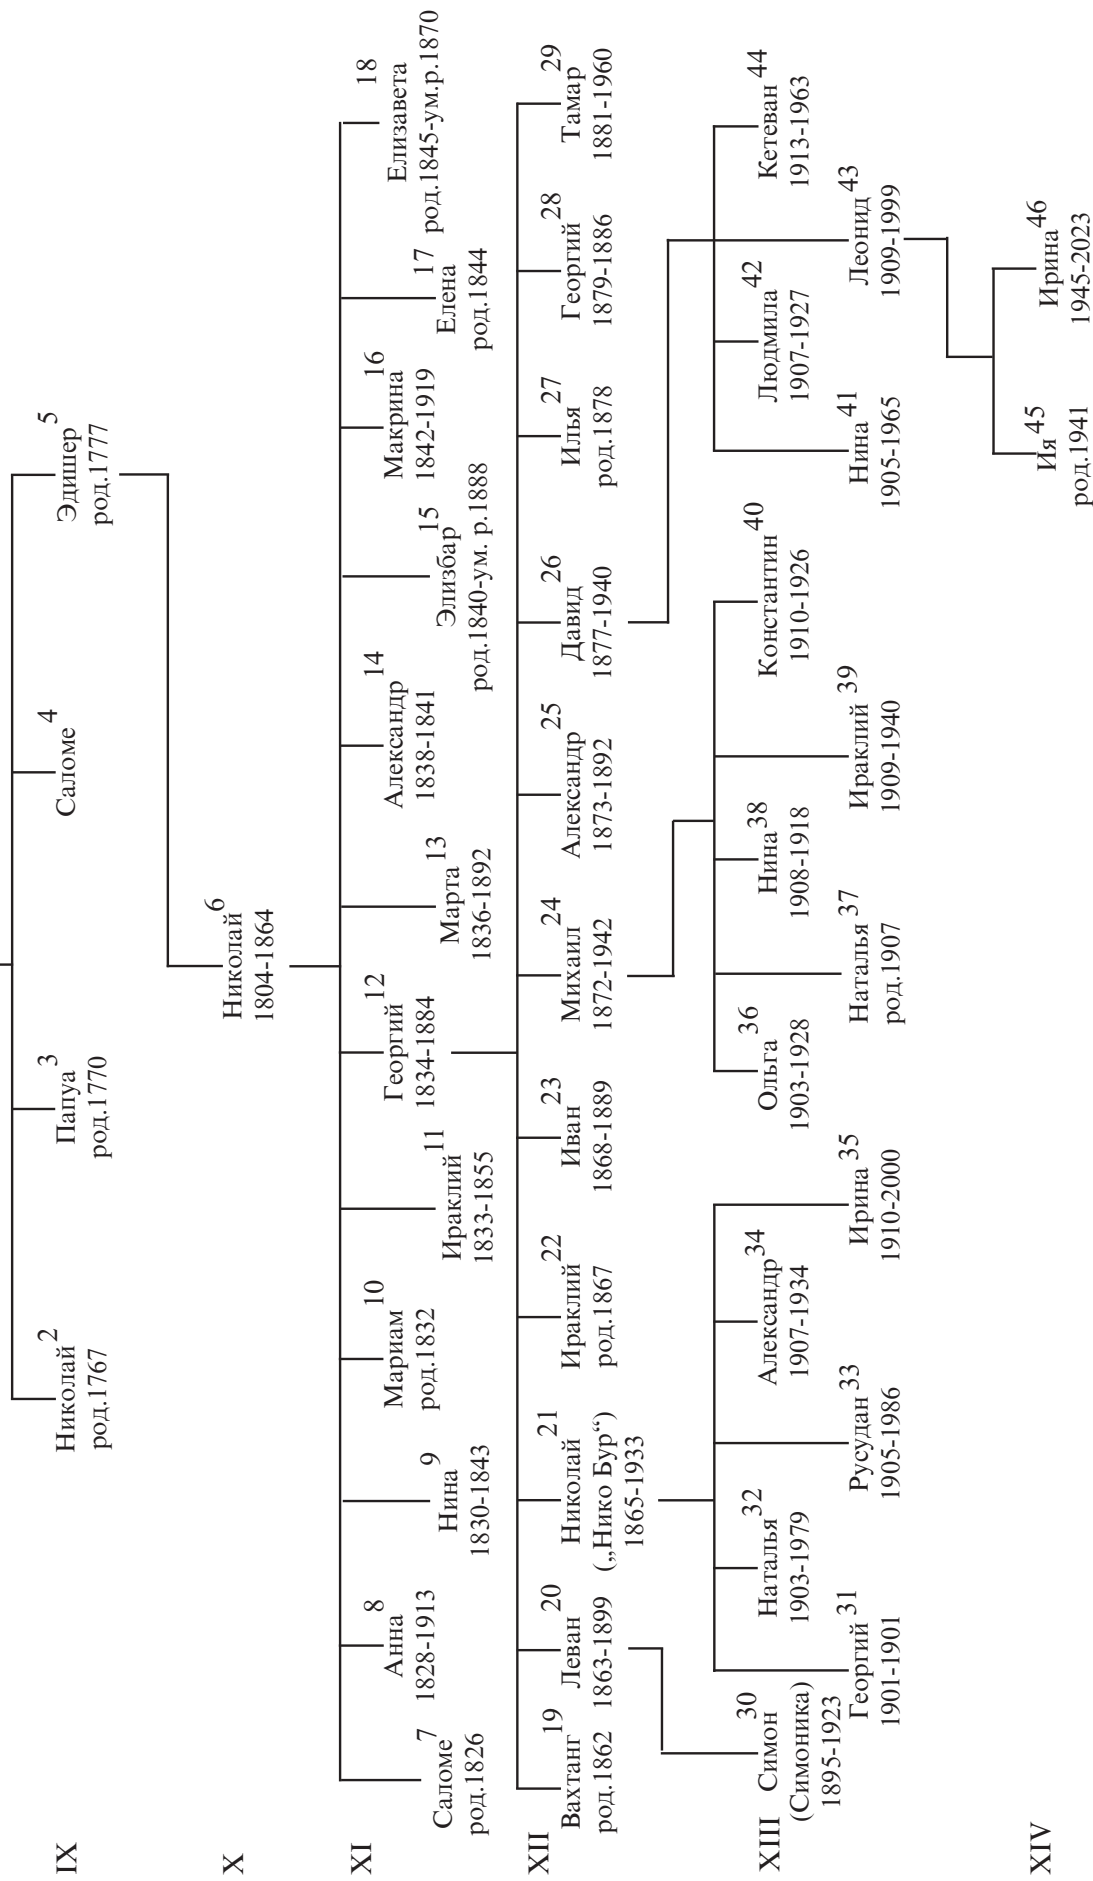 IX
Николай 2
род.1767
Папуа 3
род.1770
Саломе 4
Эдишер 5
род.1777
X
Николай 6
1804-1864
XI
Саломе 7
род.1826
Анна 8
1828-1913
Нина 9
1830-1843
Мариам 10
род.1832
Ираклий 11
1833-1855
Георгий 12
1834-1884
Марта 13
1836-1892
Александр 14
1838-1841
Элизбар 15
род.1840-ум. р.1888
Макрина 16
1842-1919
Елена 17
род.1844
Елизавета 18
род.1845-ум.р.1870
XII
Вахтанг 19
род.1862
Леван 20
1863-1899
Николай 21
(„Нико Бур“)
1865-1933
Ираклий 22
род.1867
Иван 23
1868-1889
Михаил 24
1872-1942
Александр 25
1873-1892
Давид 26
1877-1940
Илья 27
род.1878
Георгий 28
1879-1886
Тамар 29
1881-1960
XIII
Симон 30
(Симоника)
1895-1923
Георгий 31
1901-1901
Наталья 32
1903-1979
Русудан 33
1905-1986
Александр 34
1907-1934
Ирина 35
1910-2000
Ольга 36
1903-1928
Наталья 37
род.1907
Нина 38
1908-1918
Ираклий 39
1909-1940
Константин 40
1910-1926
Нина 41
1905-1965
Людмила 42
1907-1927
Леонид 43
1909-1999
Кетеван 44
1913-1963
XIV
Ия 45
род.1941
Ирина 46
1945-2023